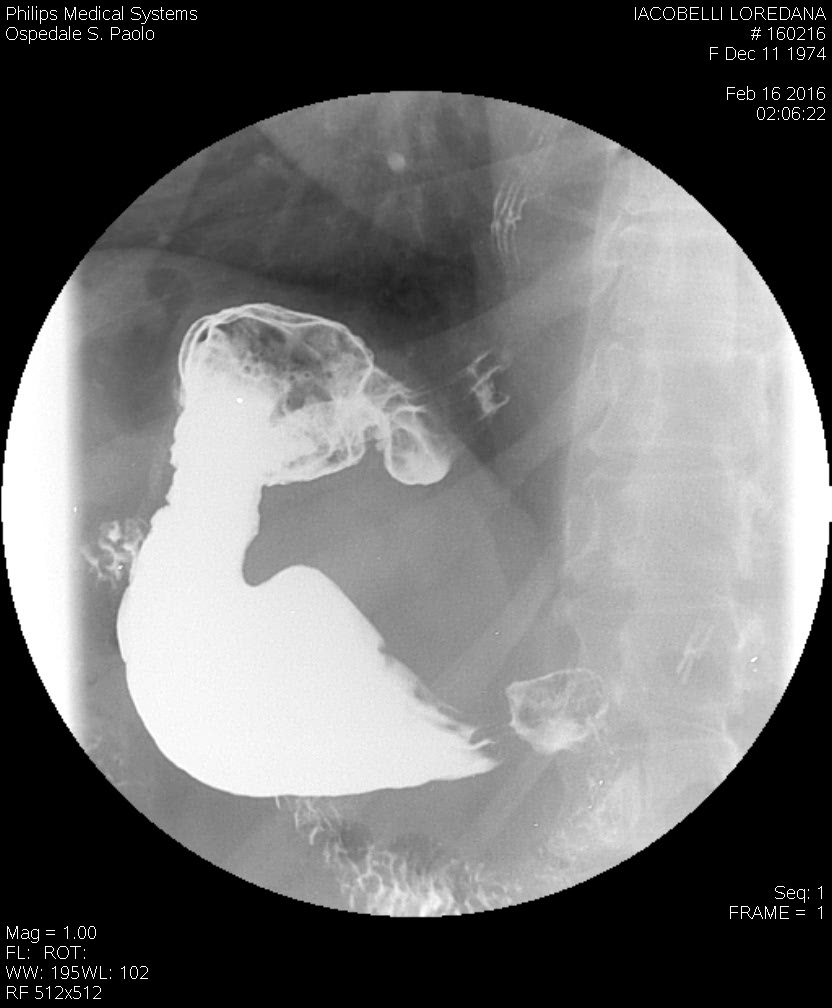 Philips Medical Systems
Ospedale S. Paolo
IACOBELLI LOREDANA
# 160216
F Dec 11 1974
Feb 16 2016
02:06:22
Seq: 1
FRAME = 1
Mag = 1.00
FL: ROT:
WW: 195WL: 102
RF 512x512